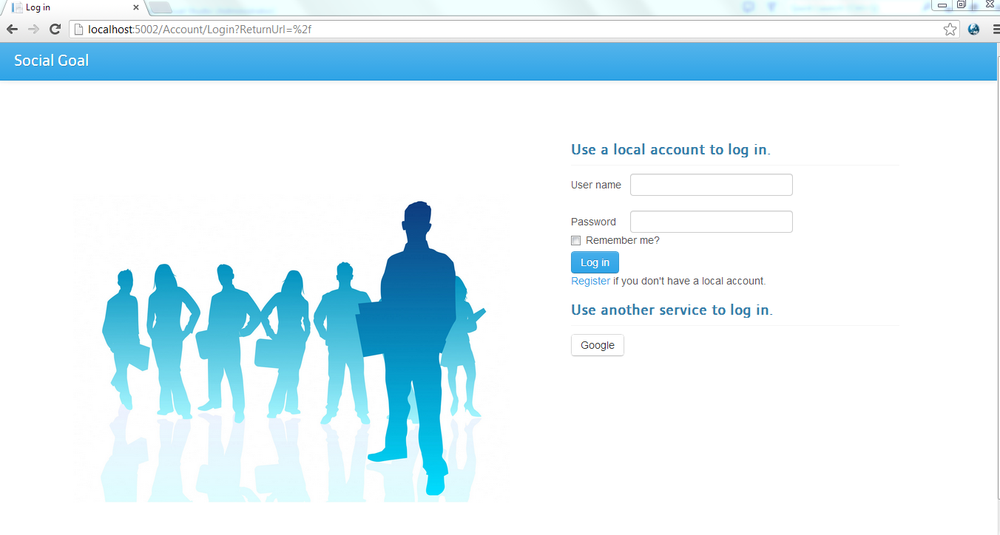 Log in
localhost:5002/Account/Login?ReturnUrl=%2f
Social Goal
Use a local account to log in.
User name
Password
Remember me?
Log in
Register if you don't have a local account.
Use another service to log in.
Google